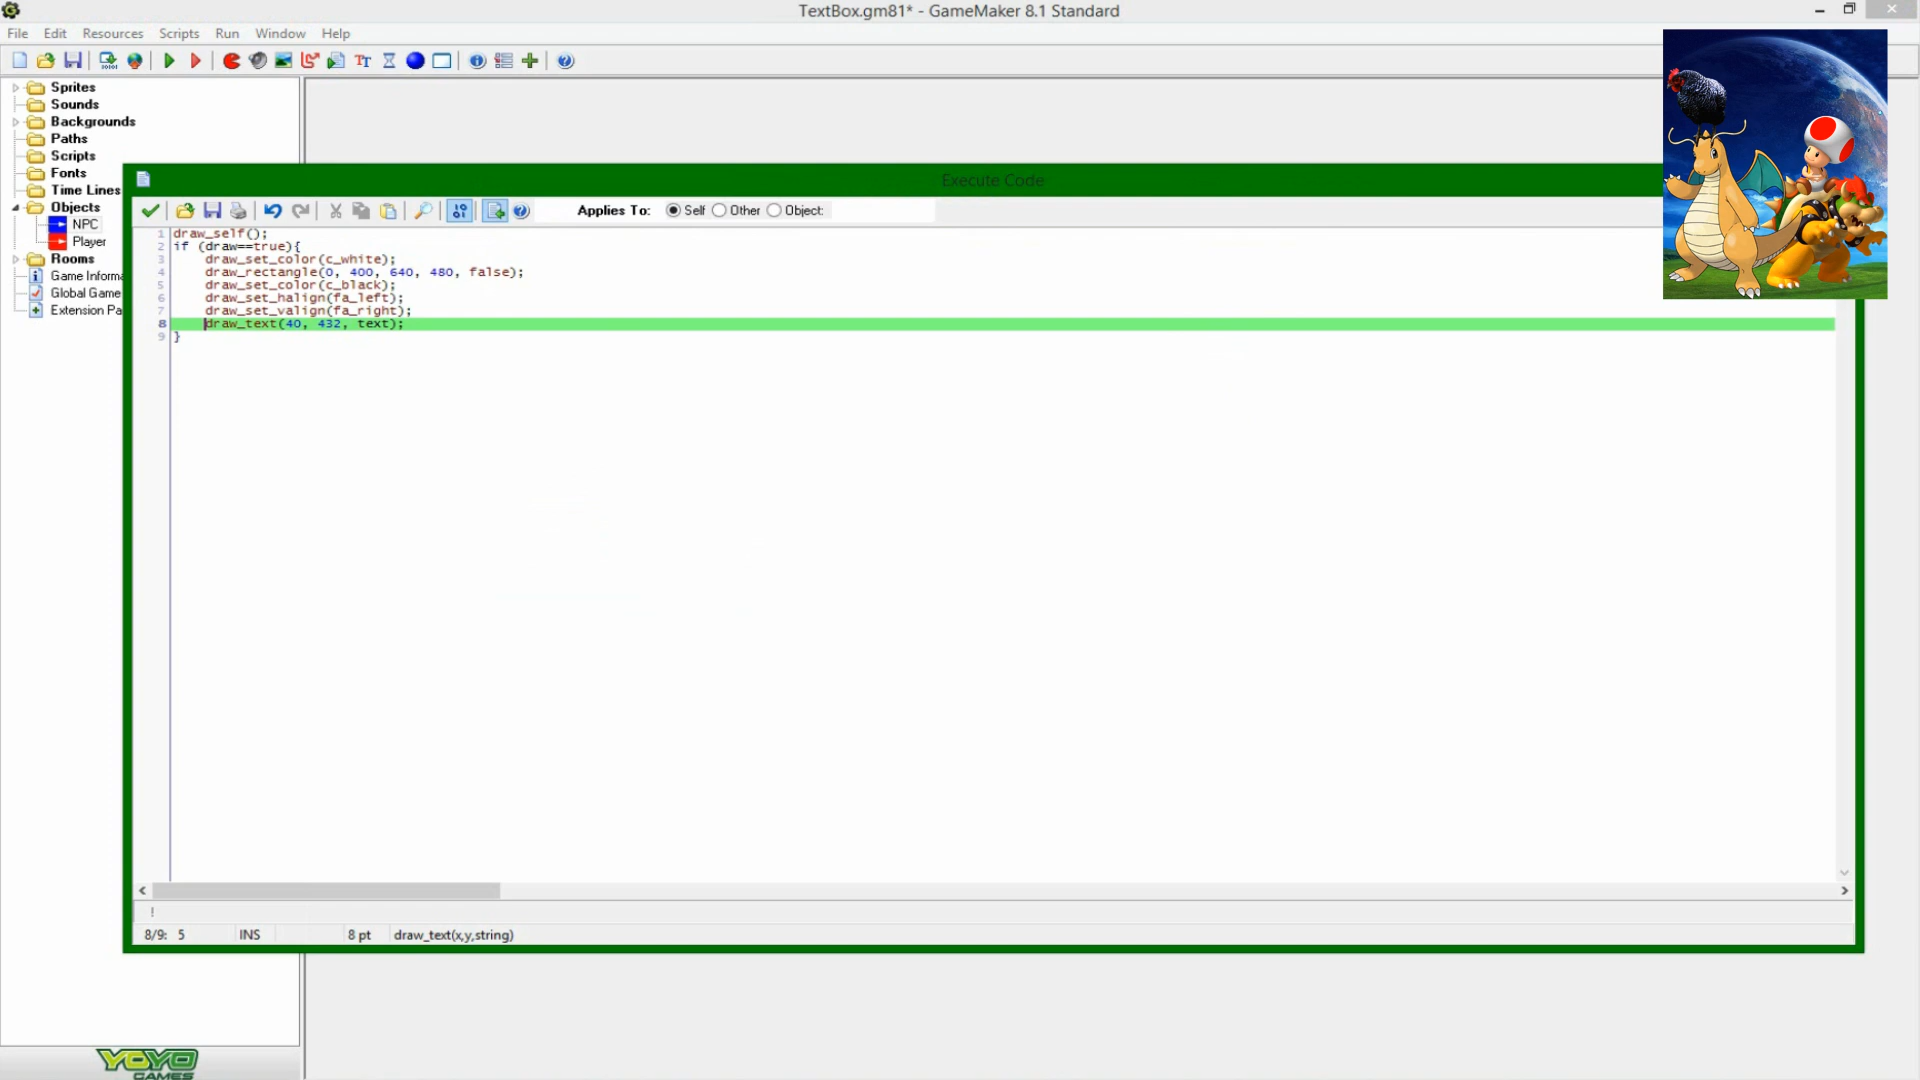 TextBox.gm81* - GameMaker 8.1 Standard
File Edit Resources Scripts Run Window Help
Sprites
Sounds
Backgrounds
Paths
Scripts
Fonts
Time Lines
Objects
NPC
Player
Rooms
Game Informa
Global Game
Extension Pa
Execute Code
Applies To: Self Other Object:
1 draw_self();
2 if (draw==true){
3 draw_set_color(c_white);
4 draw_rectangle(0, 400, 640, 480, false);
5 draw_set_color(c_black);
6 draw_set_halign(fa_left);
7 draw_set_valign(fa_right);
8 draw_text(40, 432, text);
9 }
!
8/9: 5 INS 8 pt draw_text(x,y,string)
YOYO
GAMES